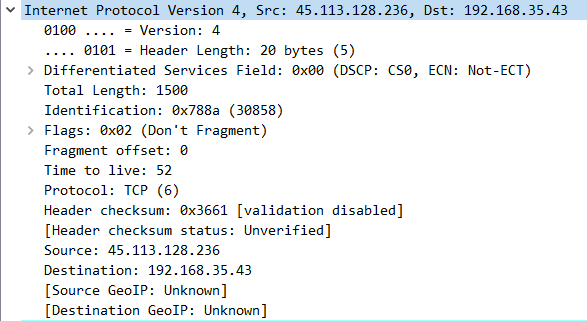 Internet Protocol Version 4, Src: 45.113.128.236, Dst: 192.168.35.43
0100 .... = Version: 4
.... 0101 = Header Length: 20 bytes (5)
Differentiated Services Field: 0x00 (DSCP: CS0, ECN: Not-ECT)
Total Length: 1500
Identification: 0x788a (30858)
Flags: 0x02 (Don't Fragment)
Fragment offset: 0
Time to live: 52
Protocol: TCP (6)
Header checksum: 0x3661 [validation disabled]
[Header checksum status: Unverified]
Source: 45.113.128.236
Destination: 192.168.35.43
[Source GeoIP: Unknown]
[Destination GeoIP: Unknown]